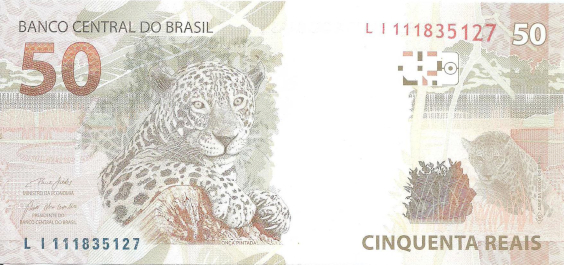 BANCO CENTRAL DO BRASIL
50
L I 111835127
50
MINISTRO DA ECONOMIA
PRESIDENTE DO
BANCO CENTRAL DO BRASIL
L I 111835127
ONÇA PINTADA
CINQUENTA REAIS